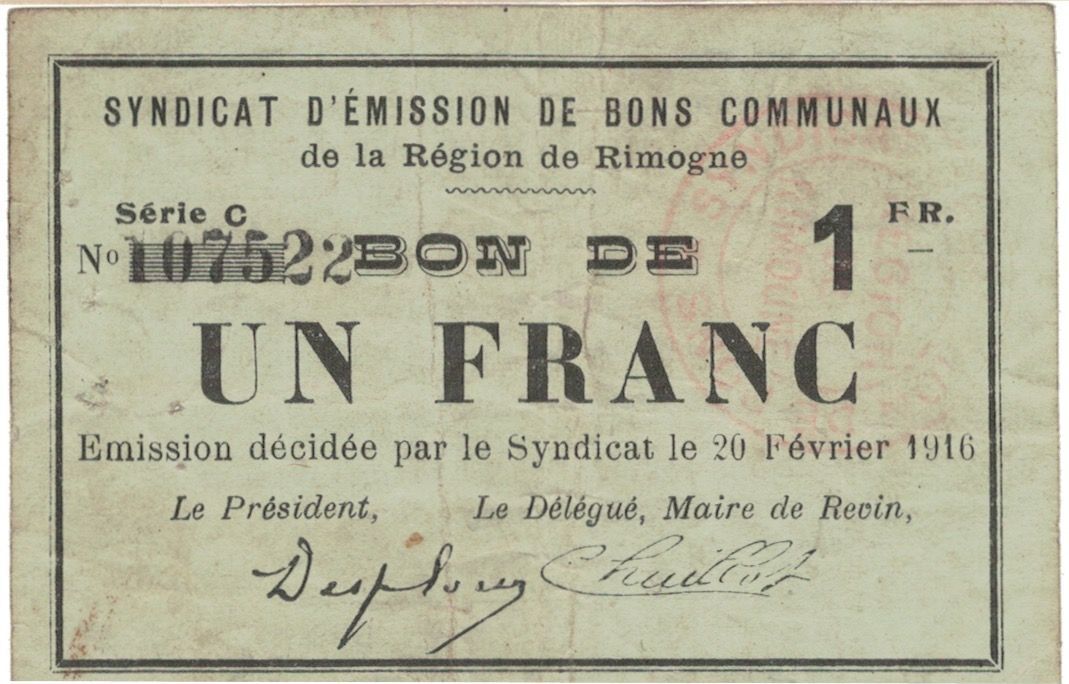 SYNDICAT D'ÉMISSION DE BONS COMMUNAUX
de la Région de Rimogne
Série C
Nº 107522 BON DE 1 FR.
UN FRANC
Emission décidée par le Syndicat le 20 Février 1916
Le Président, Le Délégué, Maire de Revin,